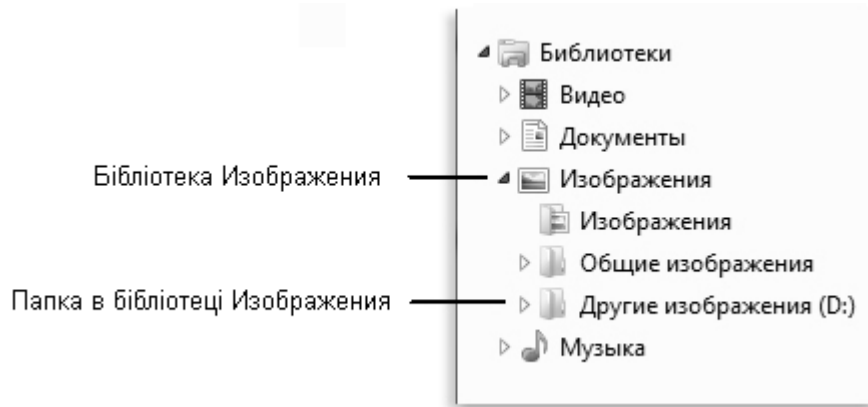 Библиотеки
Видео
Документы
Бібліотека Изображения
Изображения
Изображения
Общие изображения
Папка в бібліотеці Изображения
Другие изображения (D:)
Музыка